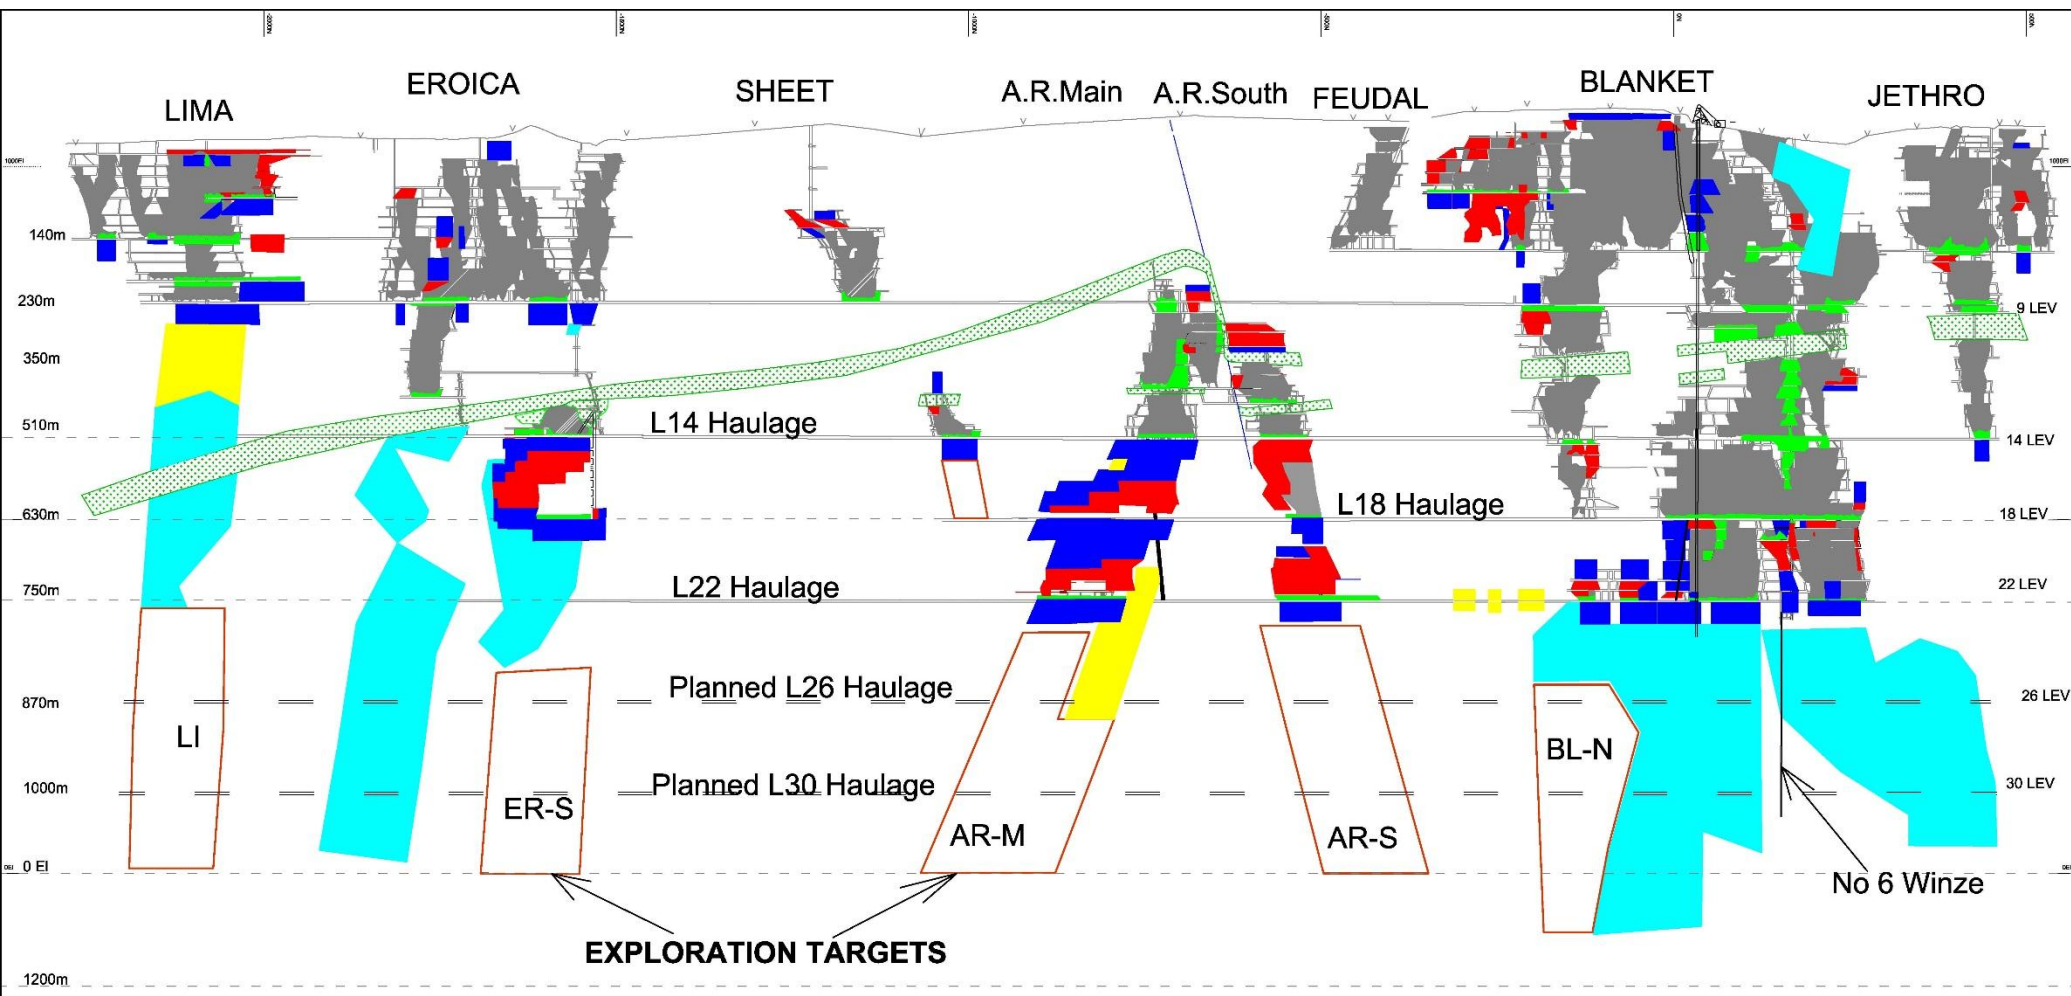 LIMA
EROICA
SHEET
A.R.Main
A.R.South
FEUDAL
BLANKET
JETHRO
140m
230m
9 LEV
350m
L14 Haulage
510m
14 LEV
L18 Haulage
630m
18 LEV
L22 Haulage
750m
22 LEV
Planned L26 Haulage
870m
26 LEV
LI
BL-N
Planned L30 Haulage
1000m
30 LEV
ER-S
AR-M
AR-S
0 El
No 6 Winze
EXPLORATION TARGETS
1200m